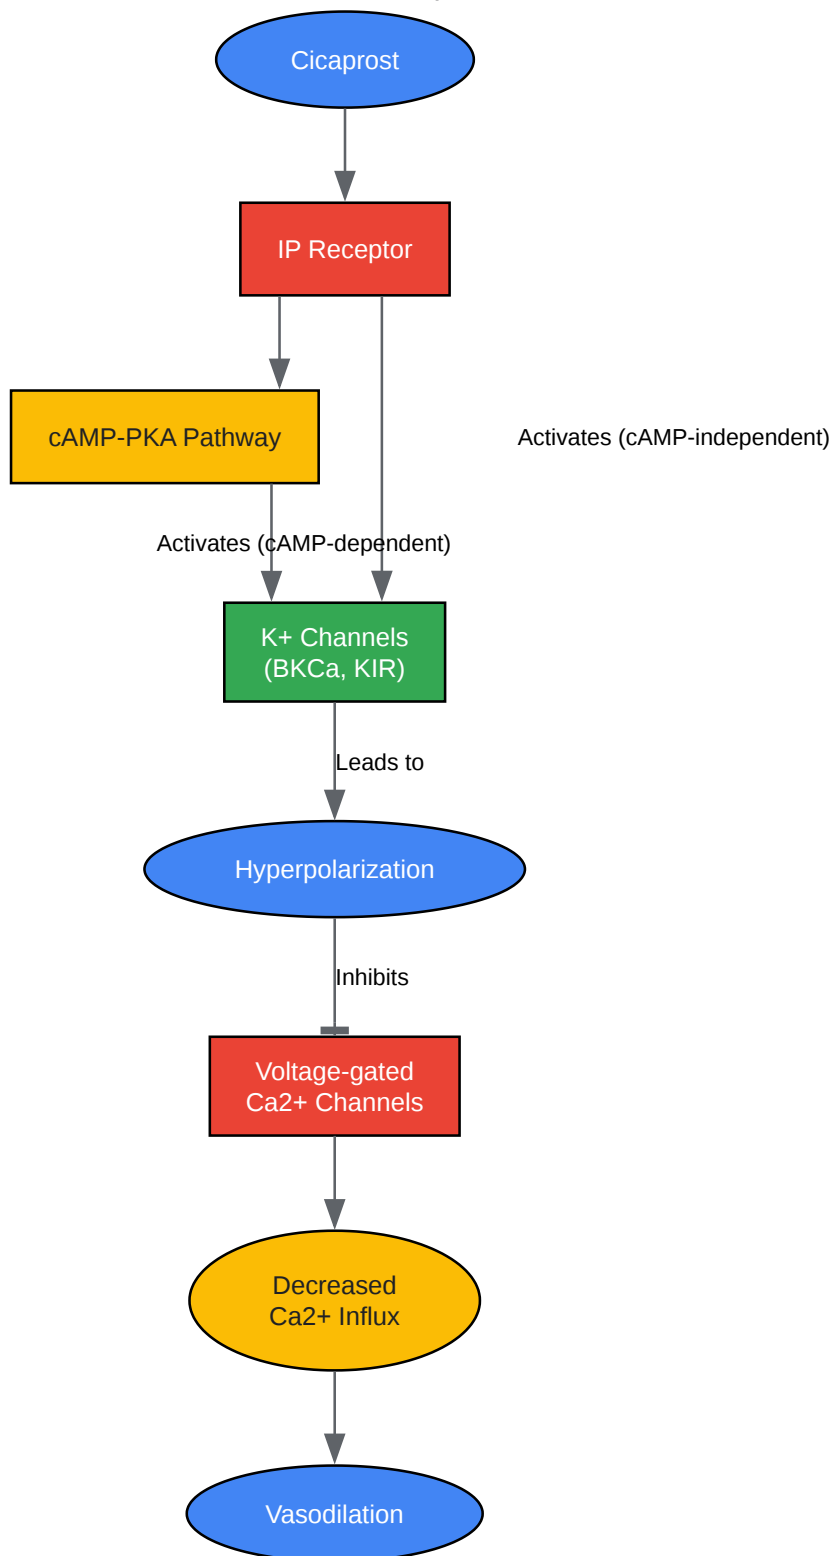 Cicaprost
IP Receptor
cAMP-PKA Pathway
Activates (cAMP-independent)
Activates (cAMP-dependent)
K+ Channels
(BKCa, KIR)
Leads to
Hyperpolarization
Inhibits
Voltage-gated
Ca2+ Channels
Decreased
Ca2+ Influx
Vasodilation